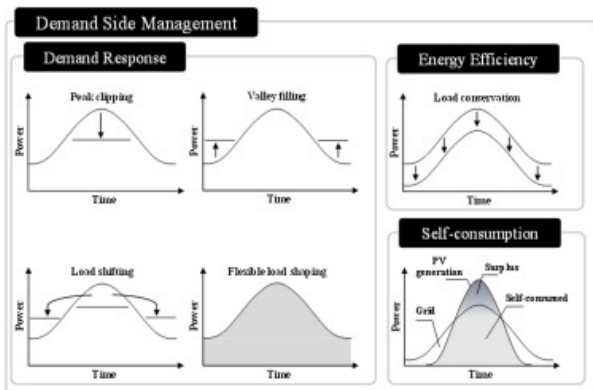 Demand Side Management
Demand Response
Peak clipping
Power
Time
Valley filling
Power
Time
Load shifting
Power
Time
Flexible load shaping
Power
Time
Energy Efficiency
Load conservation
Power
Time
Self-consumption
PV
generation
Surplus
Self-consumed
Grid
Power
Time